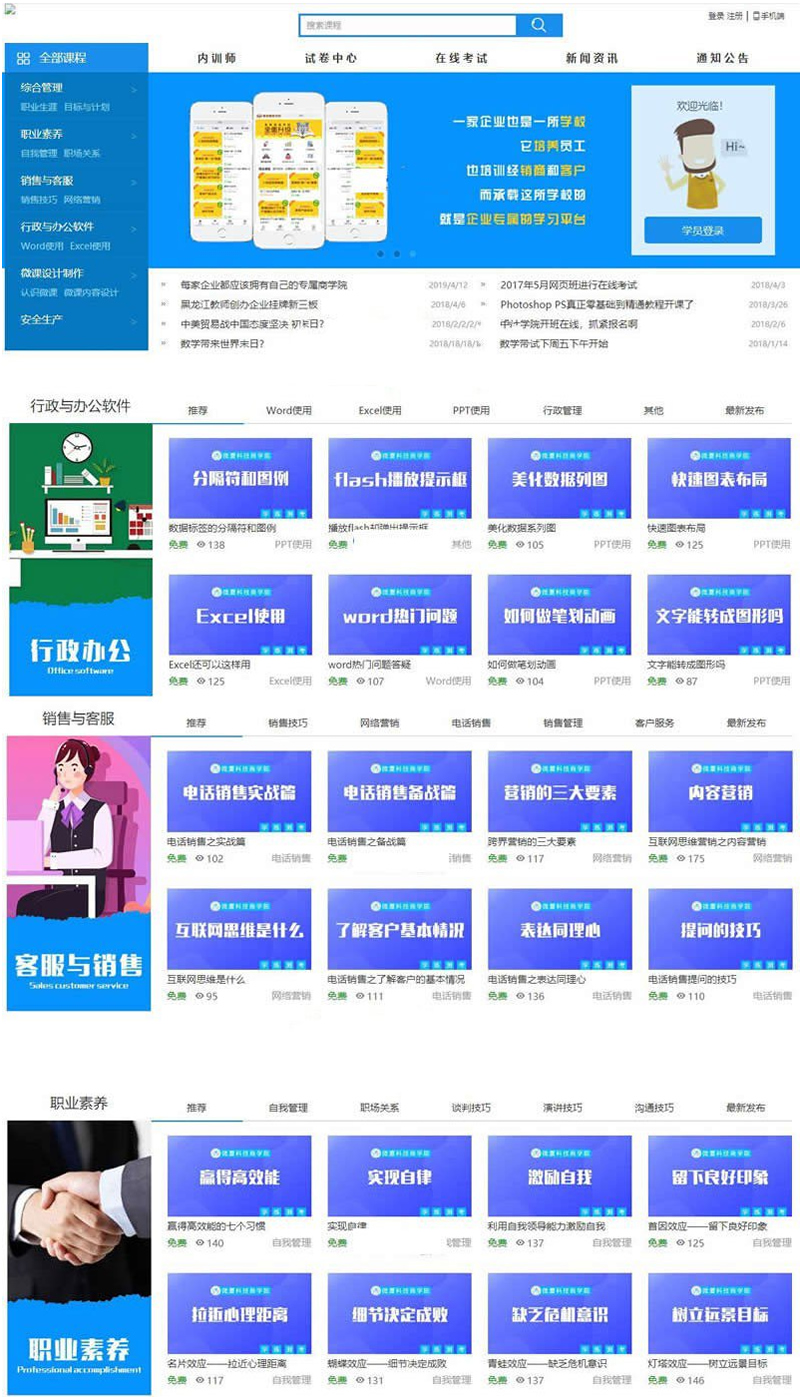 搜索课程
登录 注册 | 手机端
全部课程
内训师 试卷中心 在线考试 新闻资讯 通知公告
综合管理 >
职业生涯 目标与计划
职业素养 >
自我管理 职场关系
销售与客服 >
销售技巧 网络营销
行政与办公软件 >
Word使用 Excel使用
微课设计制作 >
认识微课 微课内容设计
安全生产 >
一家企业也是一所学校
它培养员工
也培训经销商和客户
而承载这所学校的
就是企业专属的学习平台
欢迎光临!
Hi~
学员登录
每家企业都应该拥有自己的专属商学院 2019/4/12
黑龙江教师创办企业挂牌新三板 2018/4/6
中美贸易战中国态度坚决
数学带来世界末日?
2017年5月网页班进行在线考试 2018/4/3
Photoshop PS真正零基础到精通教程开课了 2018/3/26
学院开班在线,抓紧报名啊 2018/2/6
数学带试下周五下午开始 2018/1/14
行政与办公软件
推荐 Word使用 Excel使用 PPT使用 行政管理 其他 最新发布
行政办公
Office software
分隔符和图例 flash播放提示框 美化数据列图 快速图表布局
数据标签的分隔符和图例 播放flash和弹出提示框 美化数据系列图 快速图表布局
免费 138 PPT使用 免费 其他 免费 105 PPT使用 免费 125 PPT使用
Excel使用 word热门问题 如何做笔划动画 文字能转成图形吗
Excel还可以这样用 word热门问题答疑 如何做笔划动画 文字能转成图形吗
免费 125 Excel使用 免费 107 Word使用 免费 104 PPT使用 免费 87 PPT使用
销售与客服
推荐 销售技巧 网络营销 电话销售 销售管理 客户服务 最新发布
客服与销售
Sales customer service
电话销售实战篇 电话销售备战篇 营销的三大要素 内容营销
电话销售之实战篇 电话销售之备战篇 跨界营销的三大要素 互联网思维营销之内容营销
免费 102 电话销售 免费 销售 免费 117 网络营销 免费 175 网络营销
互联网思维是什么 了解客户基本情况 表达同理心 提问的技巧
互联网思维是什么 电话销售之了解客户的基本情况 电话销售之表达同理心 电话销售提问的技巧
免费 95 网络营销 免费 111 电话销售 免费 136 电话销售 免费 110 电话销售
职业素养
推荐 自我管理 职场关系 谈判技巧 演讲技巧 沟通技巧 最新发布
职业素养
Professional accomplishment
赢得高效能 实现自律 激励自我 留下良好印象
赢得高效能的七个习惯 实现自律 利用自我领导能力激励自我 首因效应——留下良好印象
免费 140 自我管理 免费 管理 免费 137 自我管理 免费 125 自我管理
拉近心理距离 细节决定成败 缺乏危机意识 树立远景目标
名片效应——拉近心理距离 蝴蝶效应——细节决定成败 青蛙效应——缺乏危机意识 灯塔效应——树立远景目标
免费 117 自我管理 免费 131 自我管理 免费 137 自我管理 免费 146 自我管理